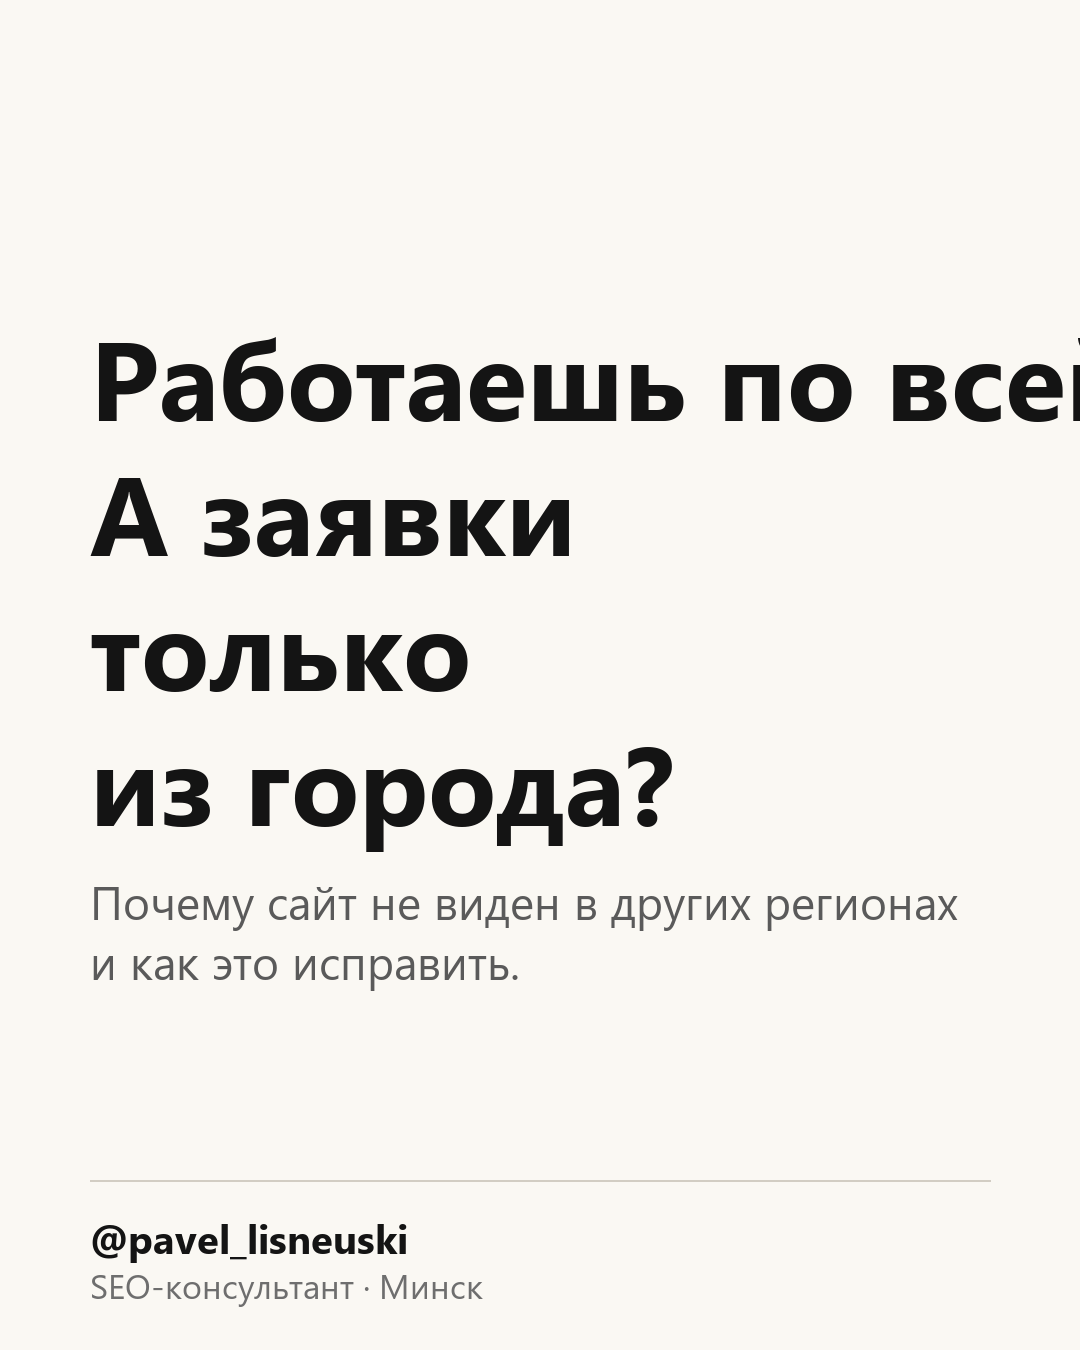 Работаешь по всей
А заявки
только
из города?
Почему сайт не виден в других регионах
и как это исправить.
@pavel_lisneuski
SEO-консультант · Минск